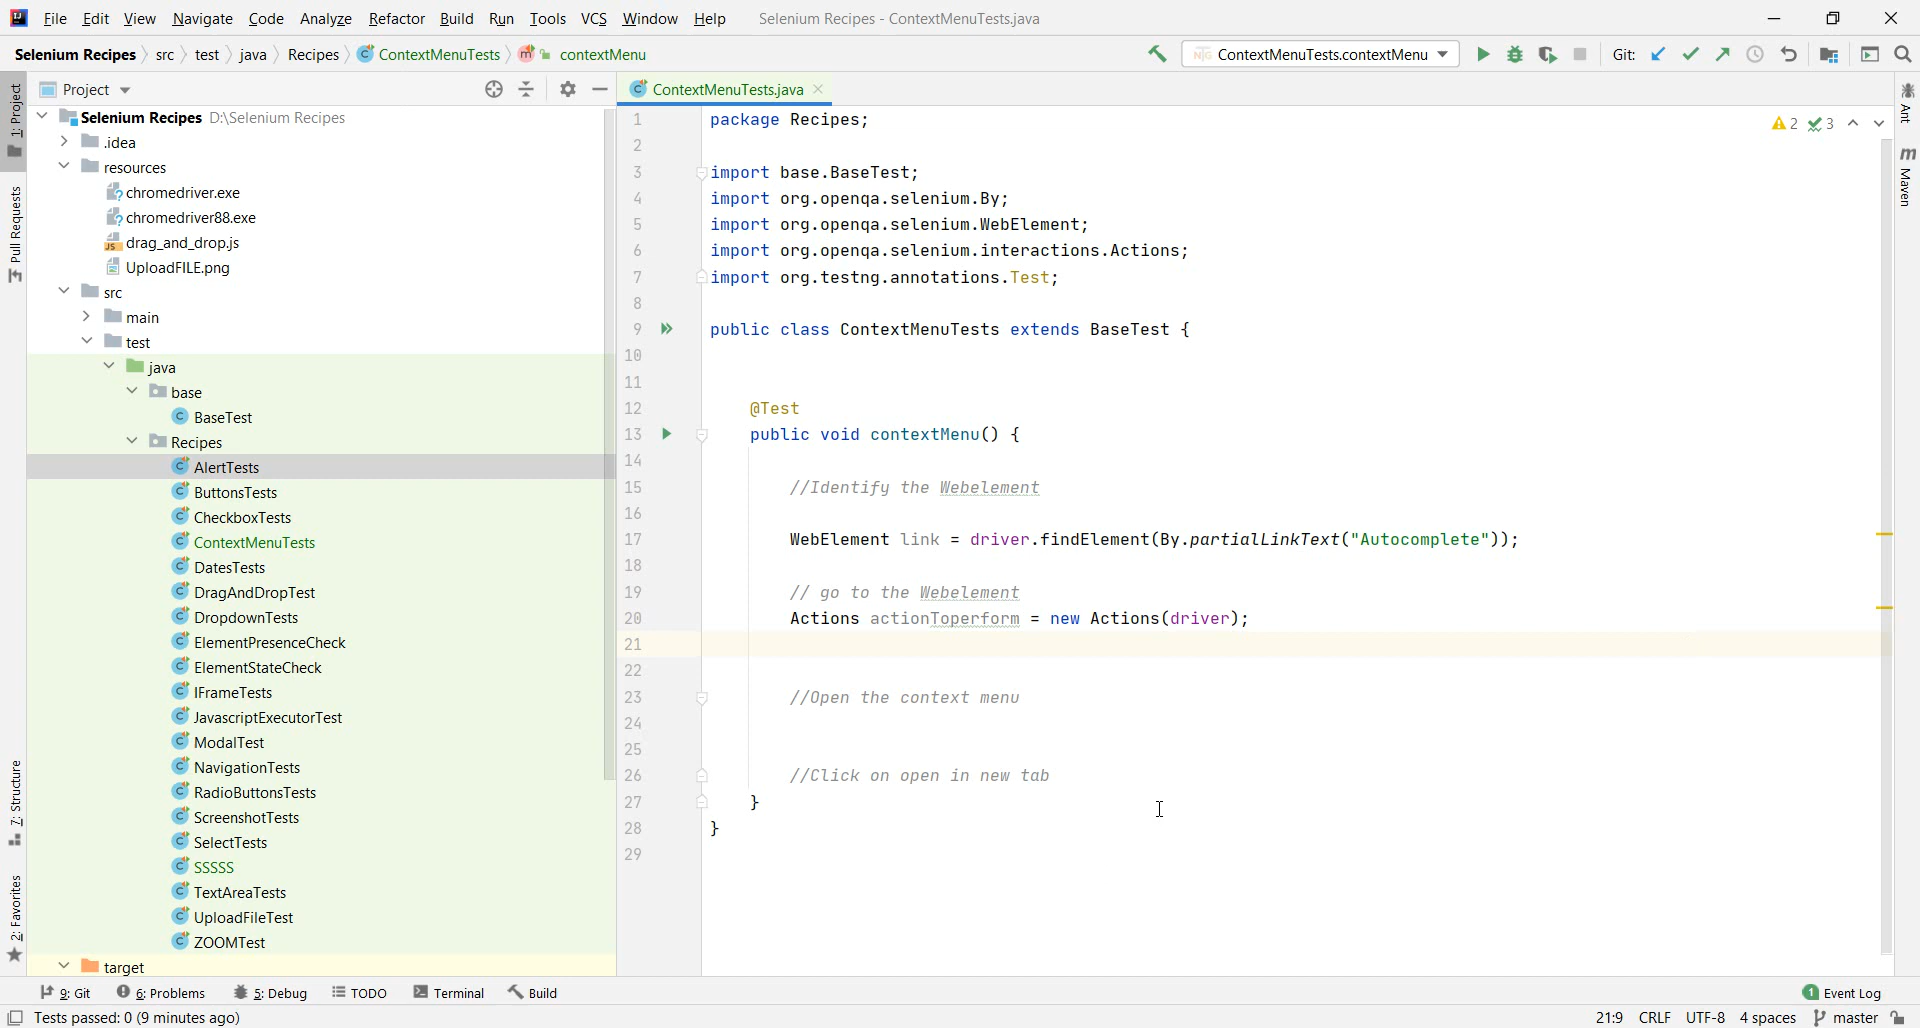 File Edit View Navigate Code Analyze Refactor Build Run Tools VCS Window Help Selenium Recipes - ContextMenuTests.java
Selenium Recipes src test java Recipes ContextMenuTests contextMenu ContextMenuTests.contextMenu Git:
1: Project
Pull Requests
7: Structure
2: Favorites
Project
Selenium Recipes D:\Selenium Recipes
.idea
resources
chromedriver.exe
chromedriver88.exe
drag_and_drop.js
UploadFILE.png
src
main
test
java
base
BaseTest
Recipes
AlertTests
ButtonsTests
CheckboxTests
ContextMenuTests
DatesTests
DragAndDropTest
DropdownTests
ElementPresenceCheck
ElementStateCheck
IFrameTests
JavascriptExecutorTest
ModalTest
NavigationTests
RadioButtonsTests
ScreenshotTests
SelectTests
SSSSS
TextAreaTests
UploadFileTest
ZOOMTest
target
ContextMenuTests.java
2 3
1 package Recipes;
2
3 import base.BaseTest;
4 import org.openqa.selenium.By;
5 import org.openqa.selenium.WebElement;
6 import org.openqa.selenium.interactions.Actions;
7 import org.testng.annotations.Test;
8
9 public class ContextMenuTests extends BaseTest {
10
11
12 @Test
13 public void contextMenu() {
14
15 //Identify the Webelement
16
17 WebElement link = driver.findElement(By.partialLinkText("Autocomplete"));
18
19 // go to the Webelement
20 Actions actionToperform = new Actions(driver);
21
22
23 //Open the context menu
24
25
26 //Click on open in new tab
27 }
28 }
29
Ant
Maven
9: Git 6: Problems 5: Debug TODO Terminal Build 1 Event Log
Tests passed: 0 (9 minutes ago) 21:9 CRLF UTF-8 4 spaces master